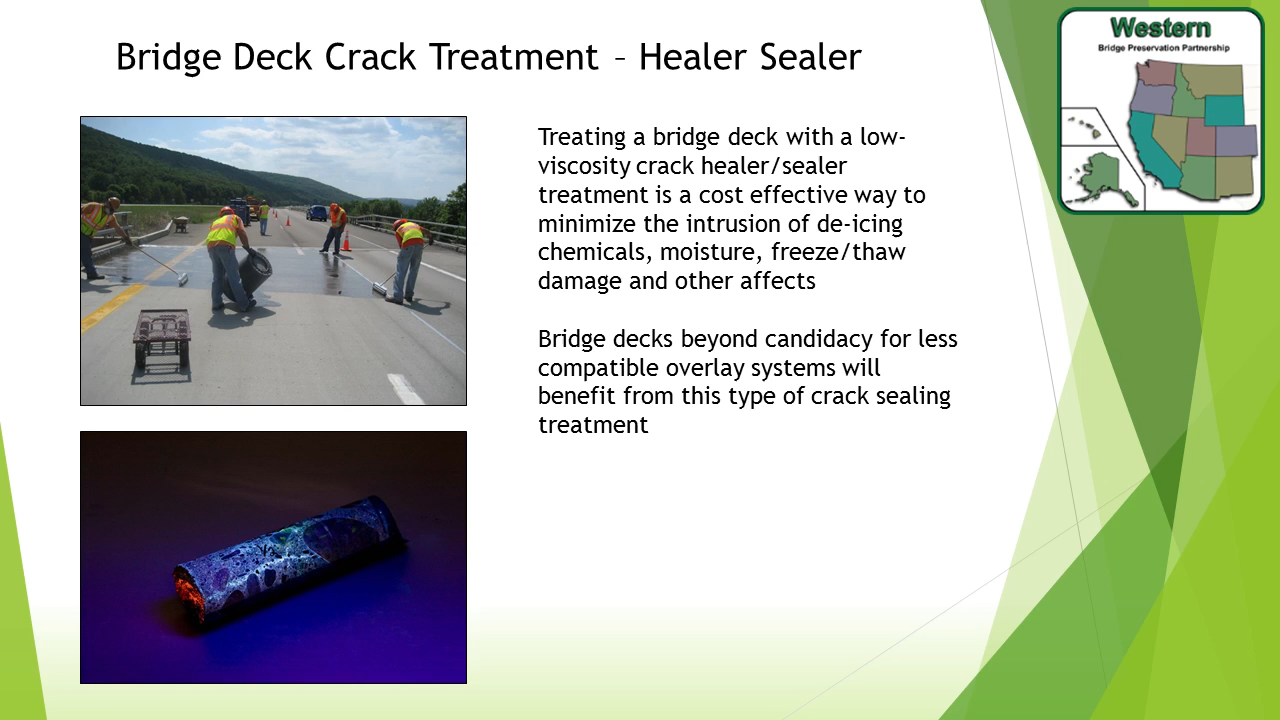 Bridge Deck Crack Treatment – Healer Sealer
Western
Bridge Preservation Partnership
Treating a bridge deck with a low-
viscosity crack healer/sealer
treatment is a cost effective way to
minimize the intrusion of de-icing
chemicals, moisture, freeze/thaw
damage and other affects
Bridge decks beyond candidacy for less
compatible overlay systems will
benefit from this type of crack sealing
treatment